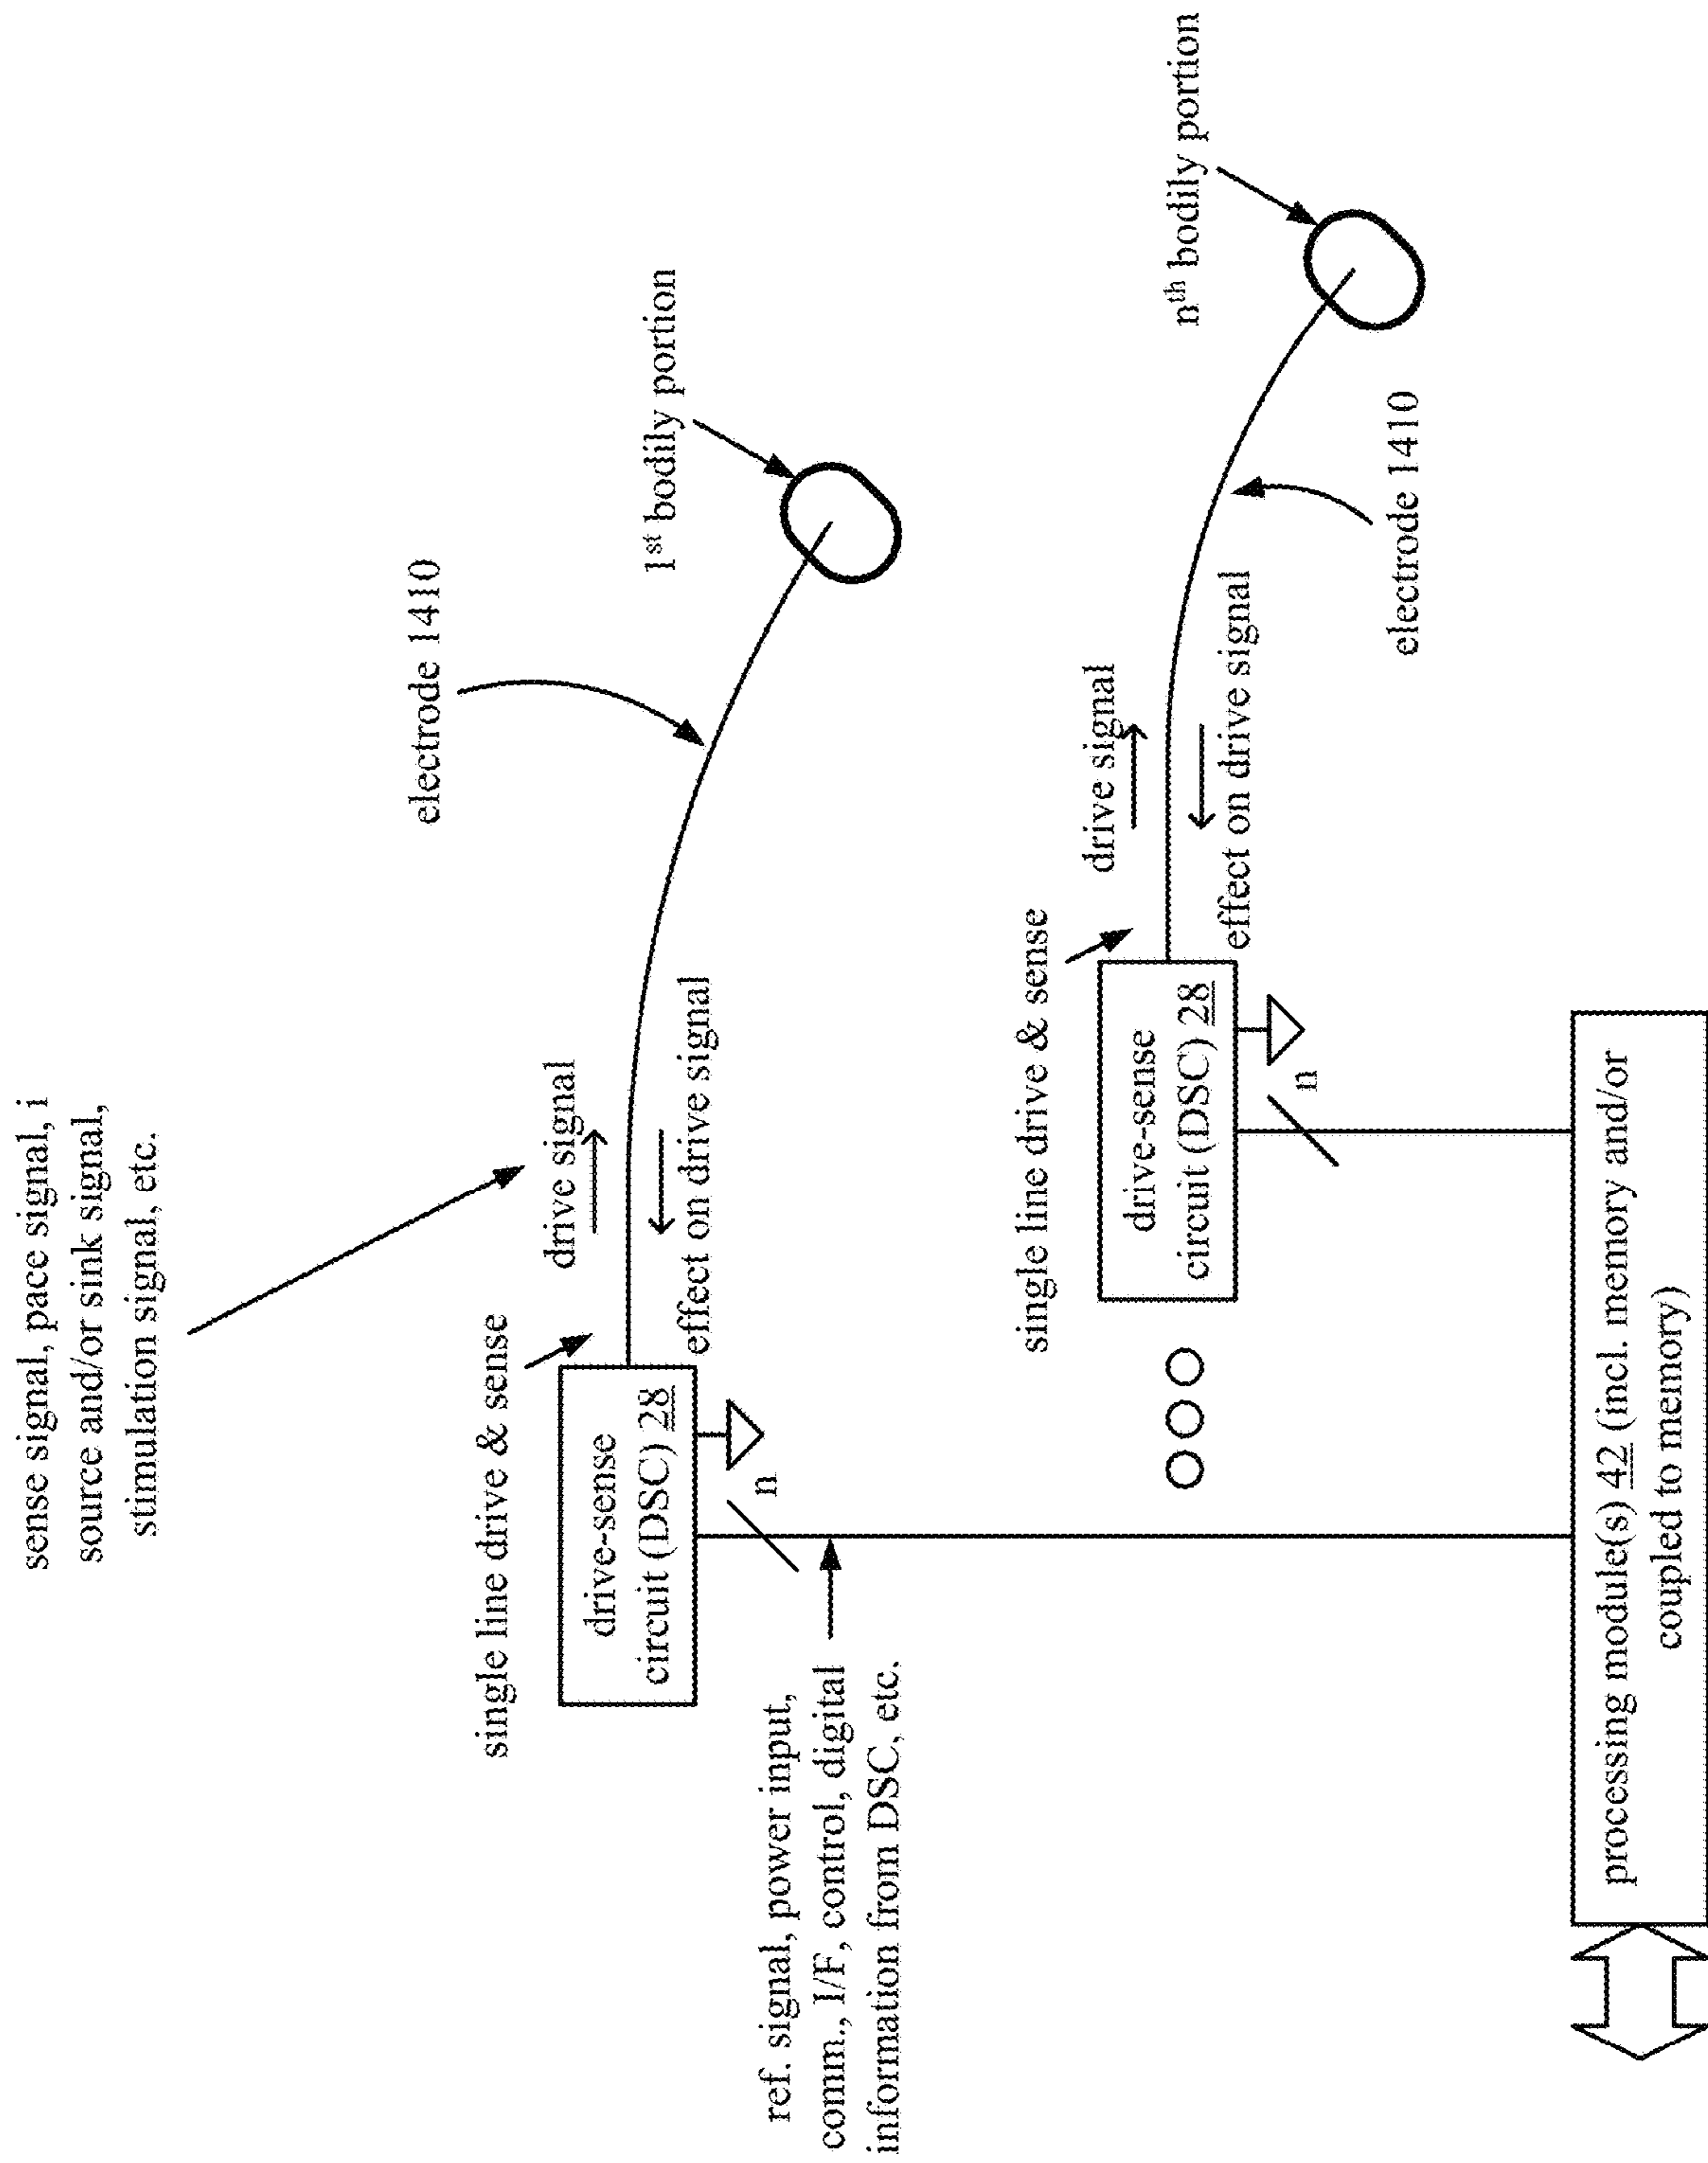 sense signal, pace signal, i
source and/or sink signal,
stimulation signal, etc.
electrode 1410
single line drive & sense
drive signal
1st bodily portion
drive-sense
circuit (DSC) 28
effect on drive signal
n
ref. signal, power input,
comm., I/F, control, digital
information from DSC, etc.
single line drive & sense
drive signal
nth bodily portion
drive-sense
circuit (DSC) 28
effect on drive signal
n
electrode 1410
processing module(s) 42 (incl. memory and/or
coupled to memory)